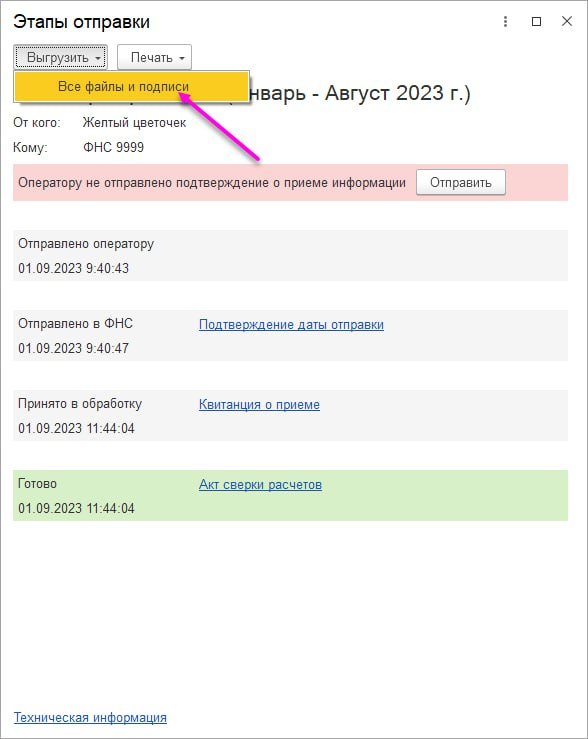 Этапы отправки
Выгрузить Печать
Все файлы и подписи
нварь - Август 2023 г.)
От кого: Желтый цветочек
Кому: ФНС 9999
Оператору не отправлено подтверждение о приеме информации Отправить
Отправлено оператору
01.09.2023 9:40:43
Отправлено в ФНС Подтверждение даты отправки
01.09.2023 9:40:47
Принято в обработку Квитанция о приеме
01.09.2023 11:44:04
Готово Акт сверки расчетов
01.09.2023 11:44:04
Техническая информация